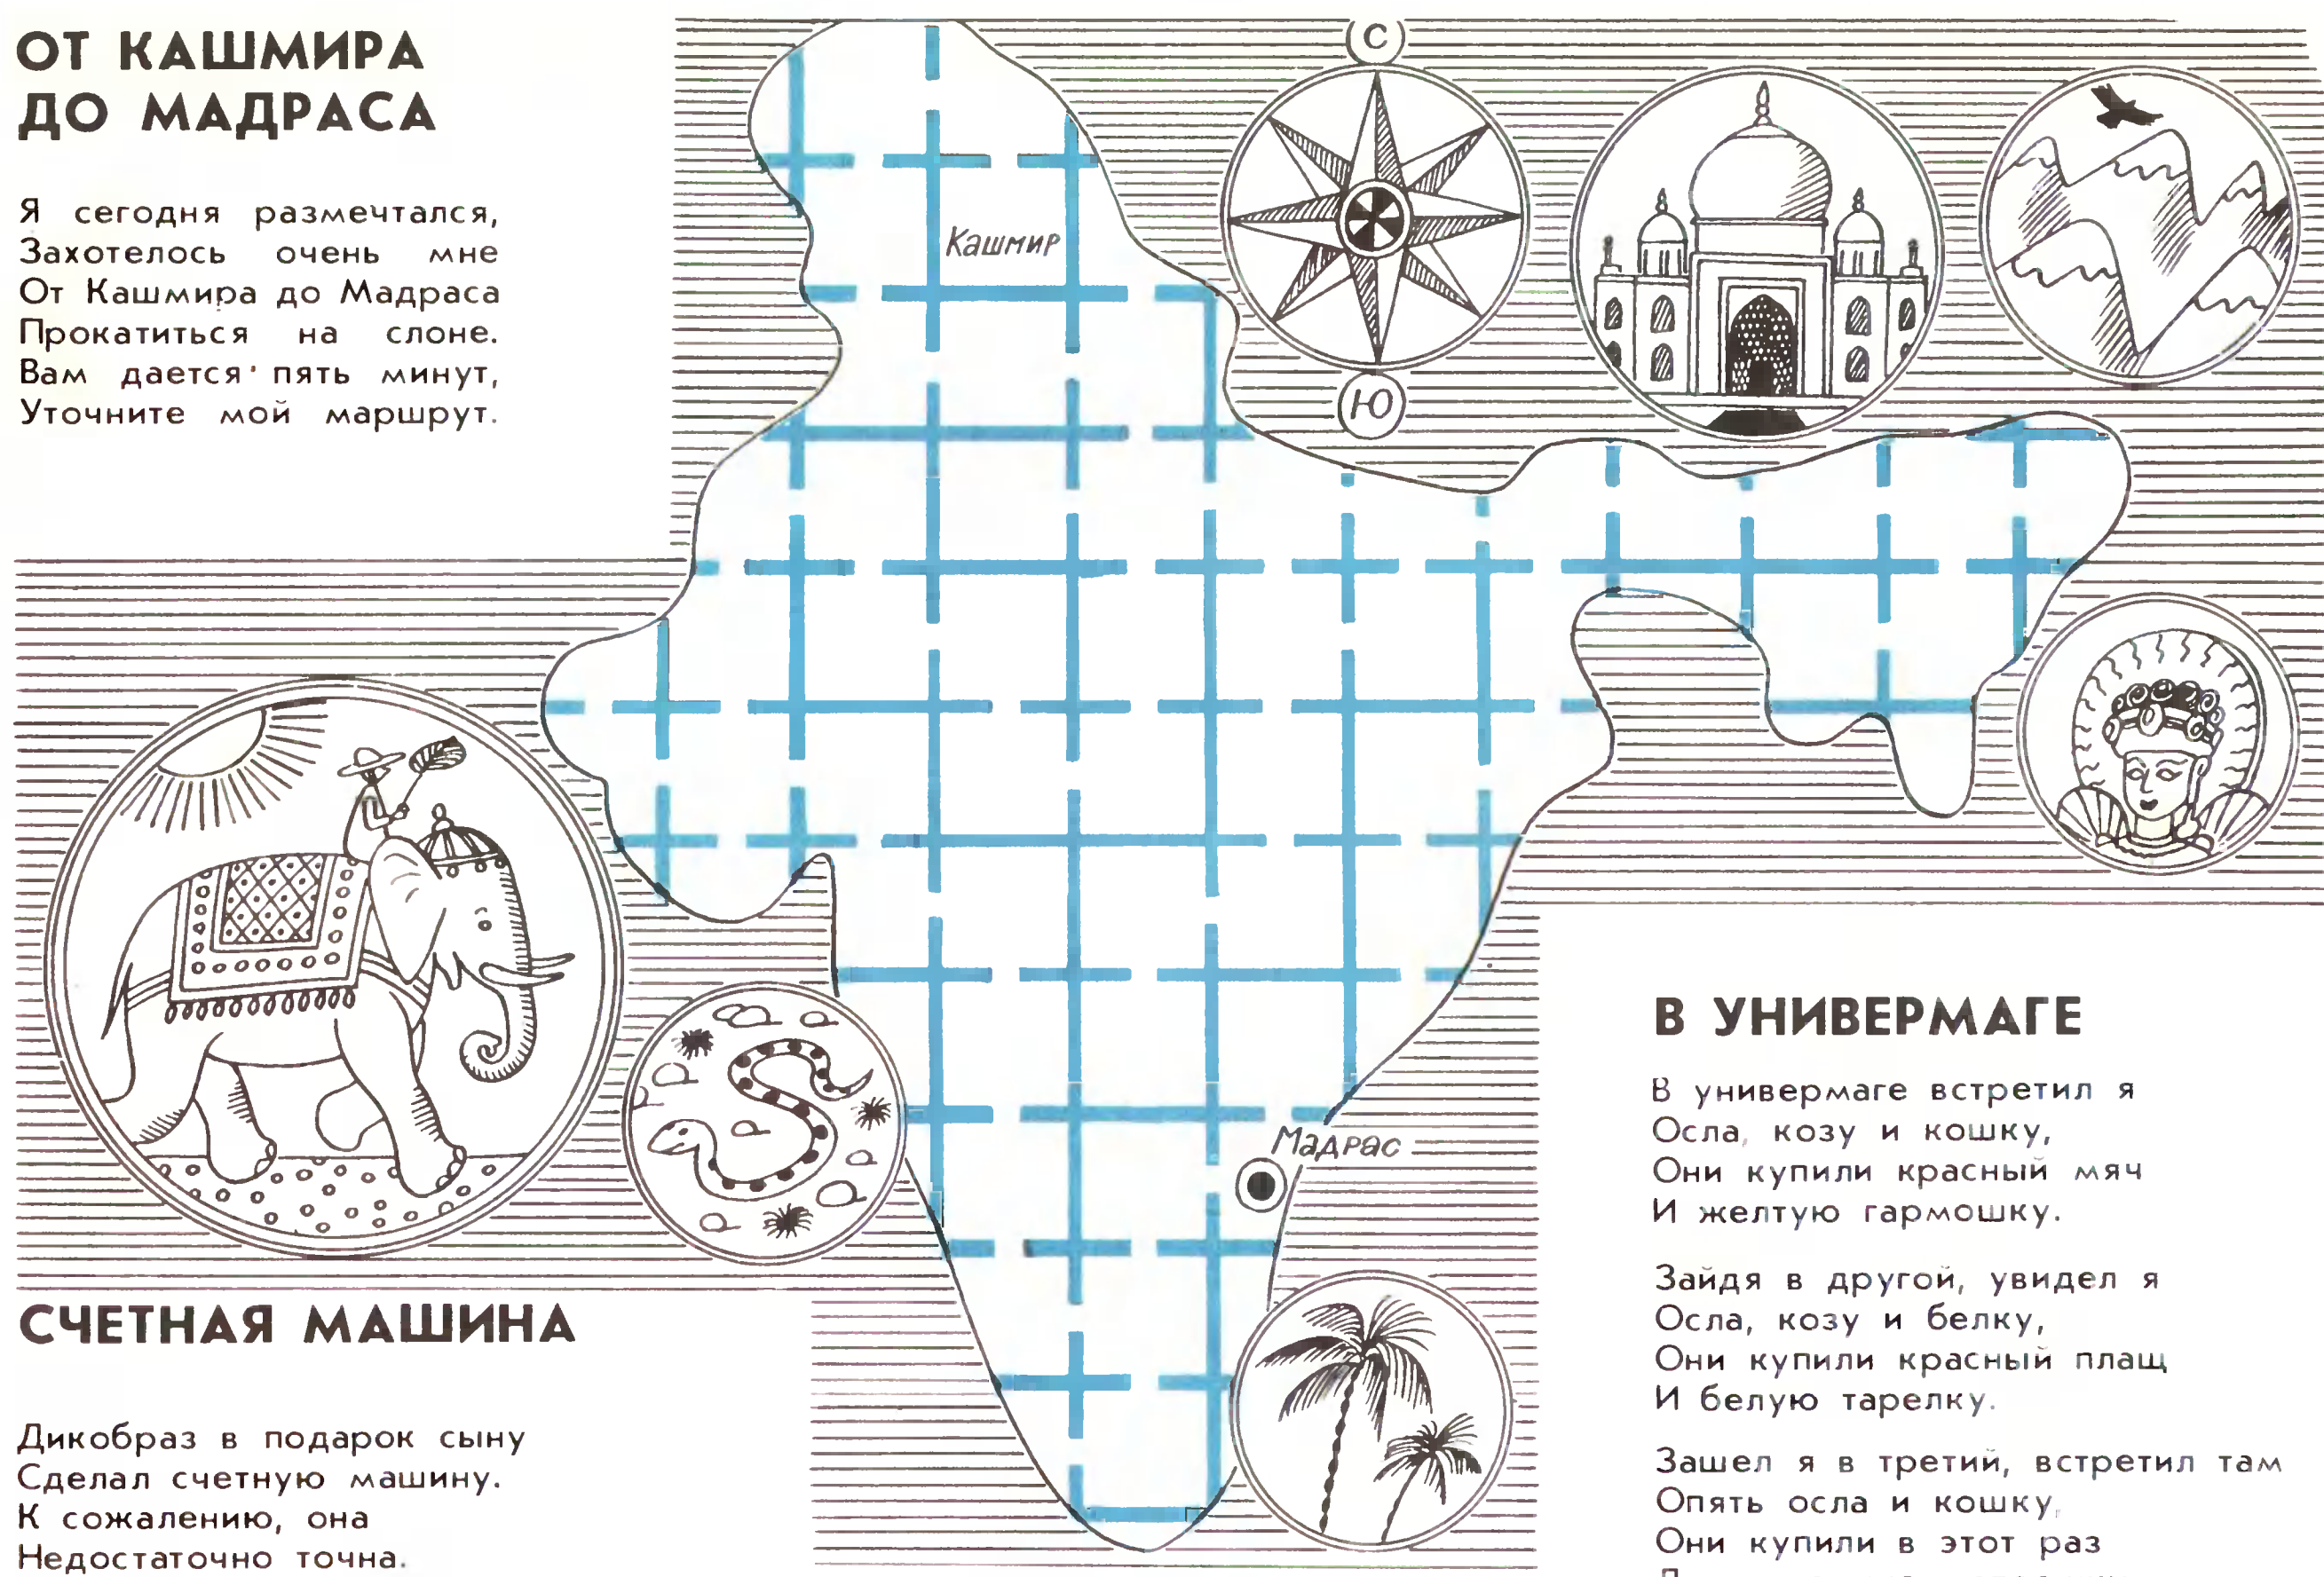 ОТ КАШМИРА
ДО МАДРАСА
Я сегодня размечтался,
Захотелось очень мне
От Кашмира до Мадраса
Прокатиться на слоне.
Вам дается пять минут,
Уточните мой маршрут.
С
Ю
Кашмир
Мадрас
СЧЕТНАЯ МАШИНА
Дикобраз в подарок сыну
Сделал счетную машину.
К сожалению, она
Недостаточно точна.
В УНИВЕРМАГЕ
В универмаге встретил я
Осла, козу и кошку,
Они купили красный мяч
И желтую гармошку.
Зайдя в другой, увидел я
Осла, козу и белку,
Они купили красный плащ
И белую тарелку.
Зашел я в третий, встретил там
Опять осла и кошку,
Они купили в этот раз